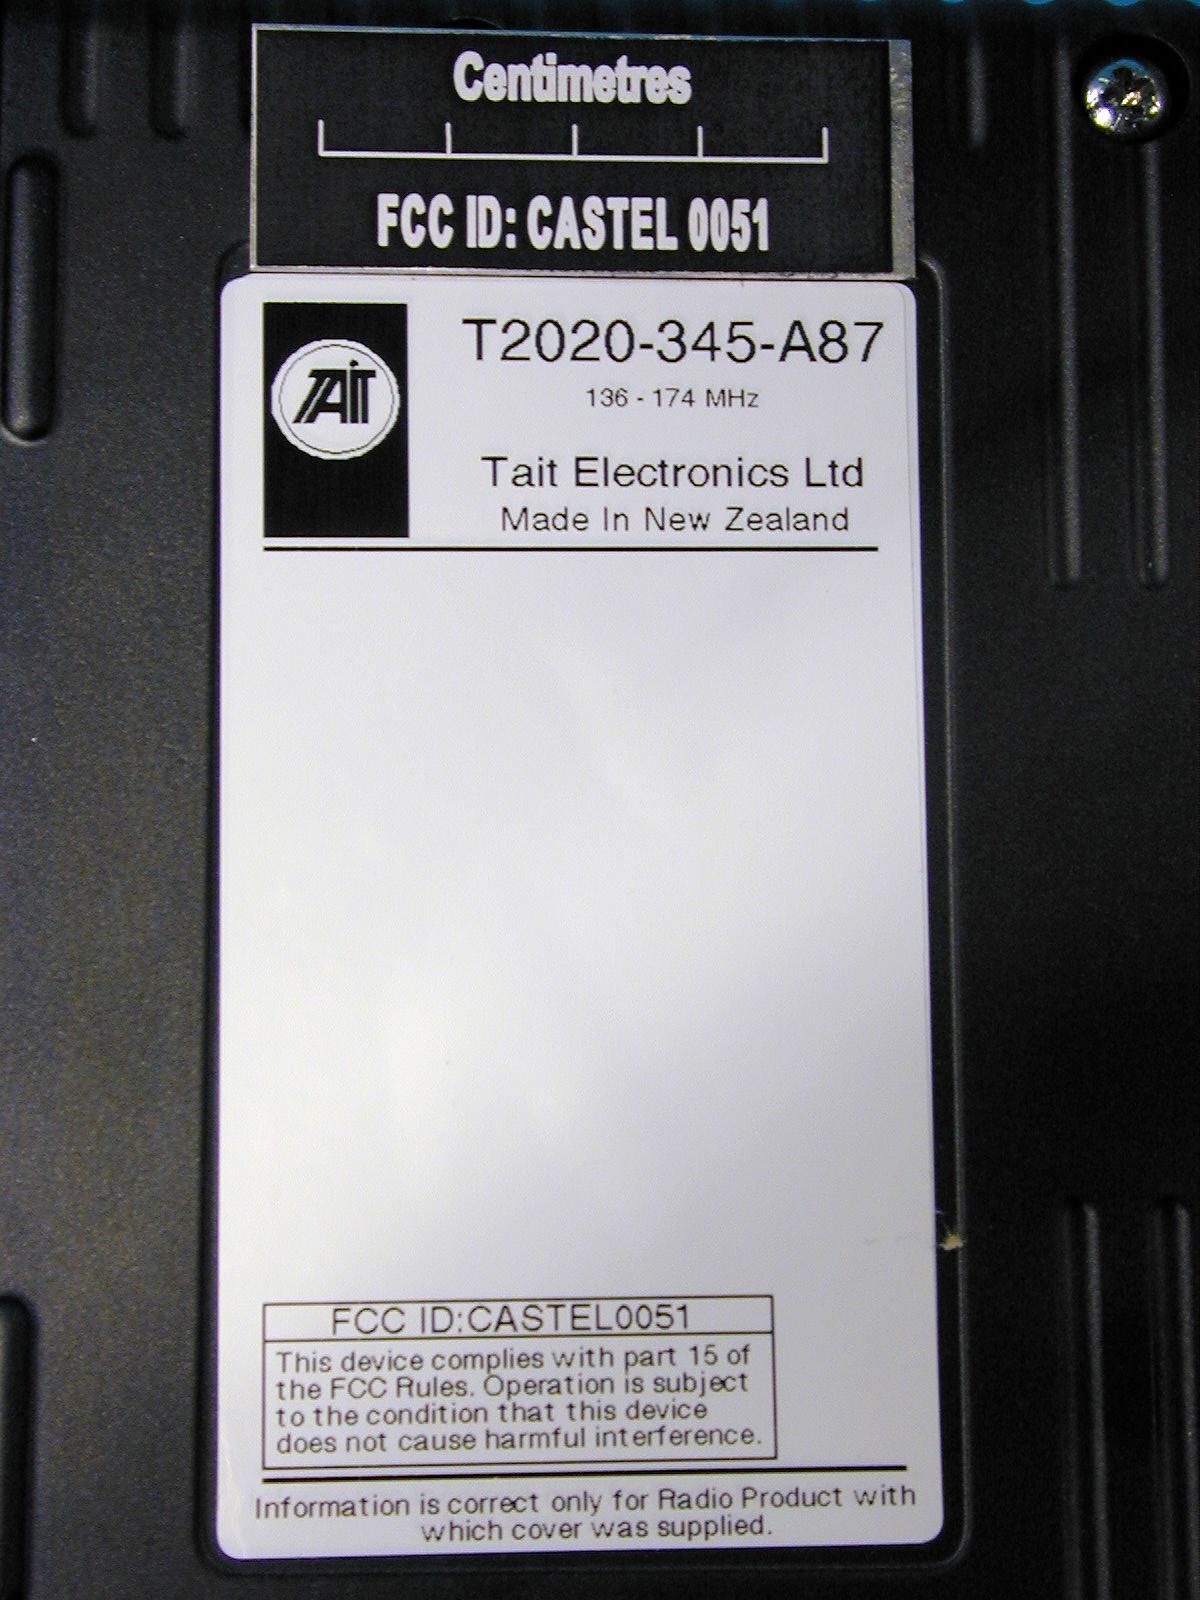 Centimetres
FCC ID: CASTEL 0051
TAIT
T2020-345-A87
136 - 174 MHz
Tait Electronics Ltd
Made In New Zealand
FCC ID:CASTEL0051
This device complies with part 15 of
the FCC Rules. Operation is subject
to the condition that this device
does not cause harmful interference.
Information is correct only for Radio Product with
which cover was supplied.